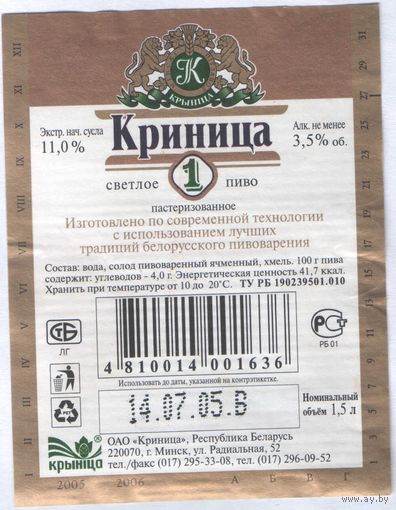 К
КРЫНIЦА
Экстр. нач. сусла
11,0 %
Криница
Алк. не менее
3,5% об.
светлое 1 пиво
пастеризованное
Изготовлено по современной технологии
с использованием лучших
традиций белорусского пивоварения
Состав: вода, солод пивоваренный ячменный, хмель. 100 г пива
содержит: углеводов – 4,0 г. Энергетическая ценность 41,7 ккал.
Хранить при температуре от 10 до 20˚С. ТУ РБ 190239501.010
СТБ
ЛГ
РСТ
РБ 01
PET
4 810014 001636
Использовать до даты, указанной на контрэтикетке.
14.07.05.Б
Номинальный
объём 1,5 л
крынiца
ОАО «Криница», Республика Беларусь
220070, г. Минск, ул. Радиальная, 52
тел./факс (017) 295-33-08, тел. (017) 296-09-52
2005 2006 А Б В Г
I II III IV V VI VII VIII IX X XI XII
1 3 5 7 9 11 13 15 17 19 21 23 25 27 29 31
http://www.ay.by/